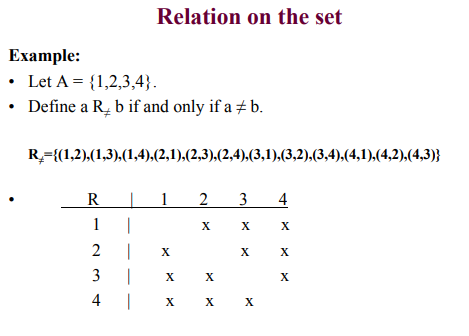 Relation on the set
Example:
• Let A = {1,2,3,4}.
• Define a R≠ b if and only if a ≠ b.
R≠={(1,2),(1,3),(1,4),(2,1),(2,3),(2,4),(3,1),(3,2),(3,4),(4,1),(4,2),(4,3)}
• R | 1 2 3 4
1 | x x x
2 | x x x
3 | x x x
4 | x x x